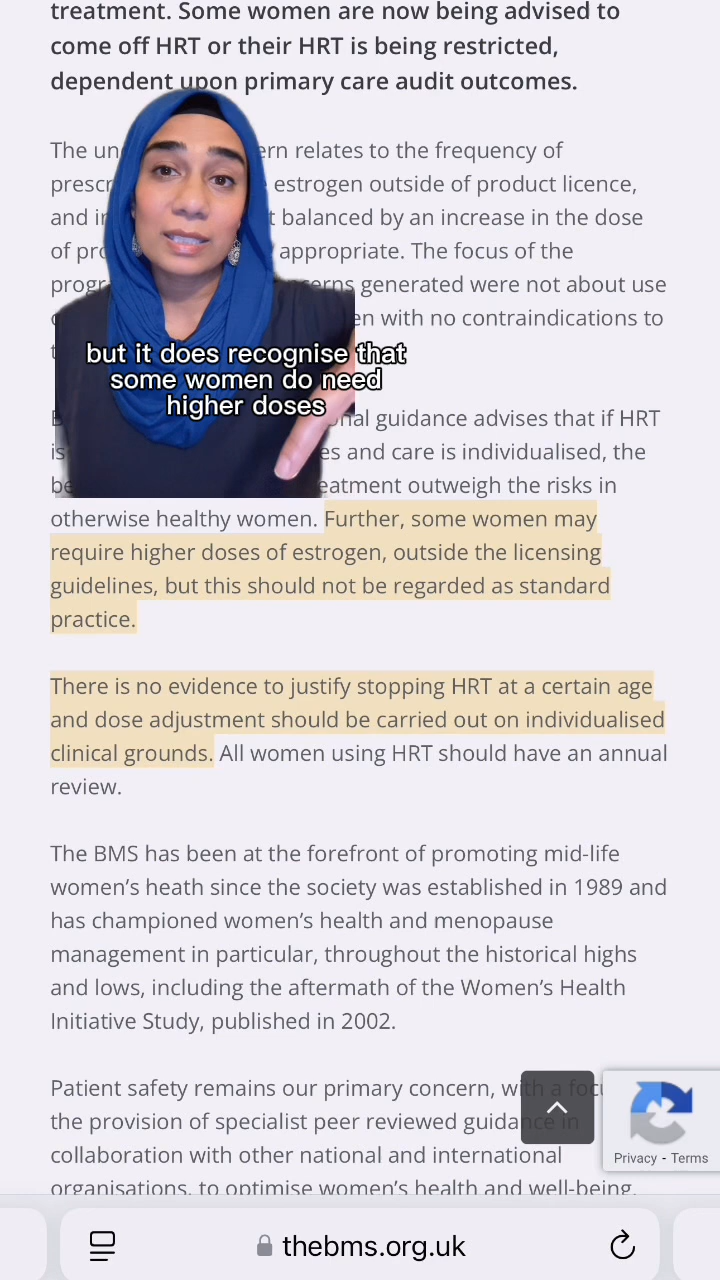 treatment. Some women are now being advised to
come off HRT or their HRT is being restricted,
dependent upon primary care audit outcomes.
The
relates to the frequency of
estrogen outside of product licence,
and balanced by an increase in the dose
of appropriate. The focus of the
generated were not about use
with no contraindications to
but it does recognise that
some women do need
higher doses
guidance advises that if HRT
is and care is individualised, the
outweigh the risks in
otherwise healthy women. Further, some women may
require higher doses of estrogen, outside the licensing
guidelines, but this should not be regarded as standard
practice.
There is no evidence to justify stopping HRT at a certain age
and dose adjustment should be carried out on individualised
clinical grounds. All women using HRT should have an annual
review.
The BMS has been at the forefront of promoting mid-life
women's heath since the society was established in 1989 and
has championed women's health and menopause
management in particular, throughout the historical highs
and lows, including the aftermath of the Women's Health
Initiative Study, published in 2002.
Patient safety remains our primary concern, with a
the provision of specialist peer reviewed guidance in
collaboration with other national and international
organisations, to optimise women's health and well-being.
Privacy - Terms
thebms.org.uk